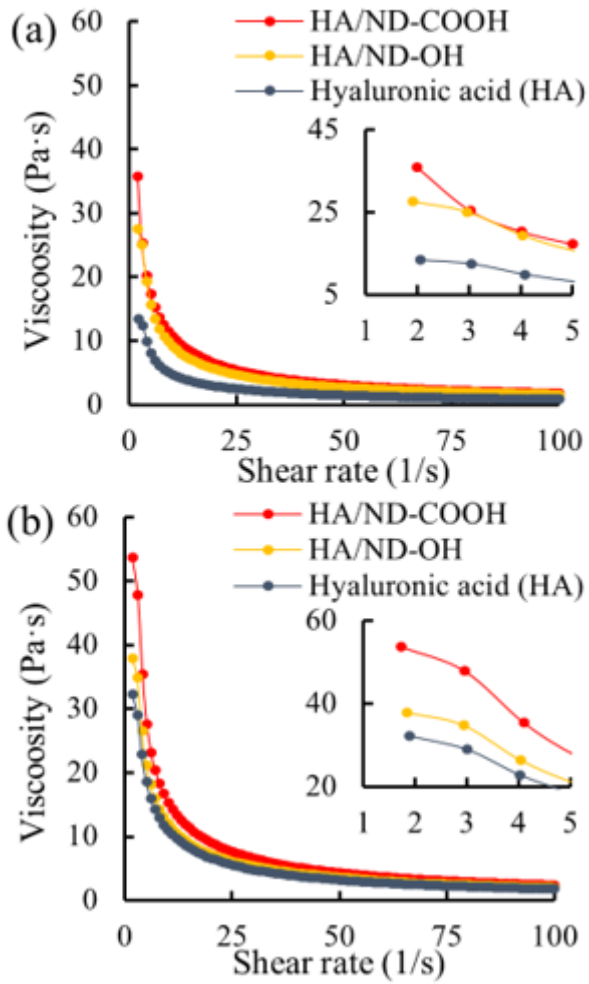 (a)
60
50
40
30
20
10
0
Viscoosity (Pa·s)
HA/ND-COOH
HA/ND-OH
Hyaluronic acid (HA)
45
25
5
1 2 3 4 5
0 25 50 75 100
Shear rate (1/s)
(b)
60
50
40
30
20
10
0
Viscoosity (Pa·s)
HA/ND-COOH
HA/ND-OH
Hyaluronic acid (HA)
60
40
20
1 2 3 4 5
0 25 50 75 100
Shear rate (1/s)